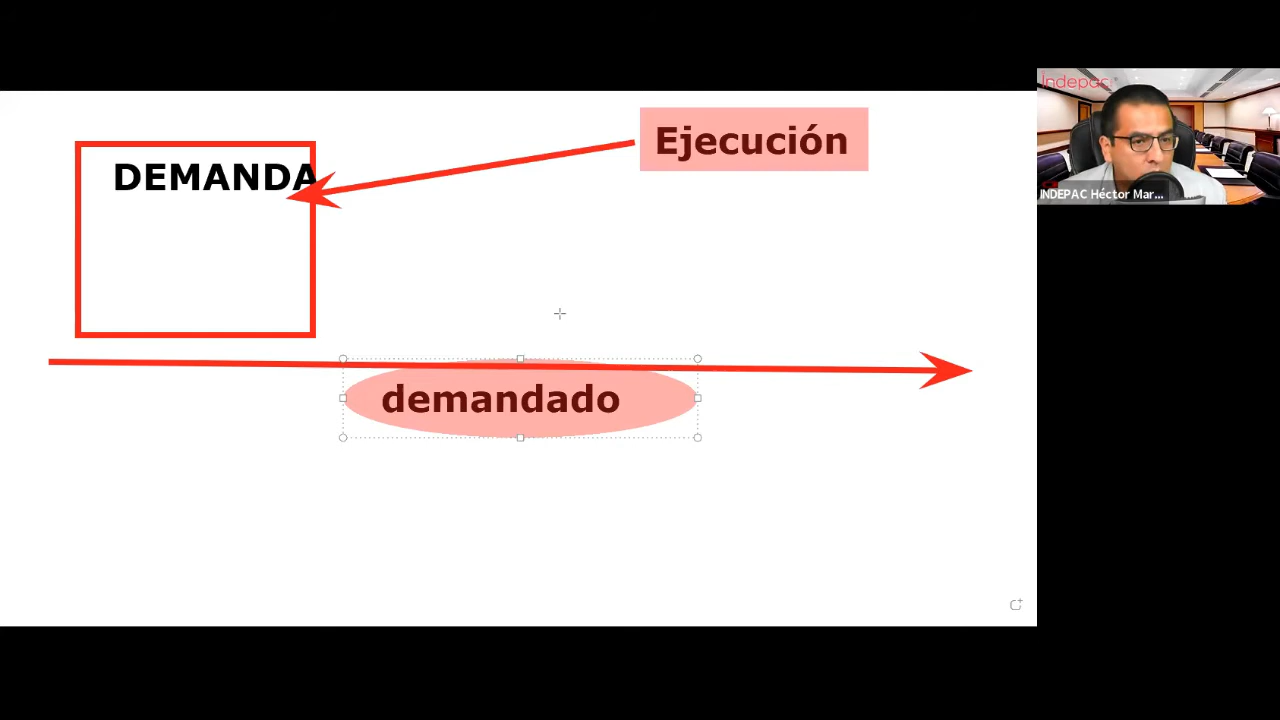 Ejecución
DEMANDA
demandado
Indepac
INDEPAC Héctor Mar...